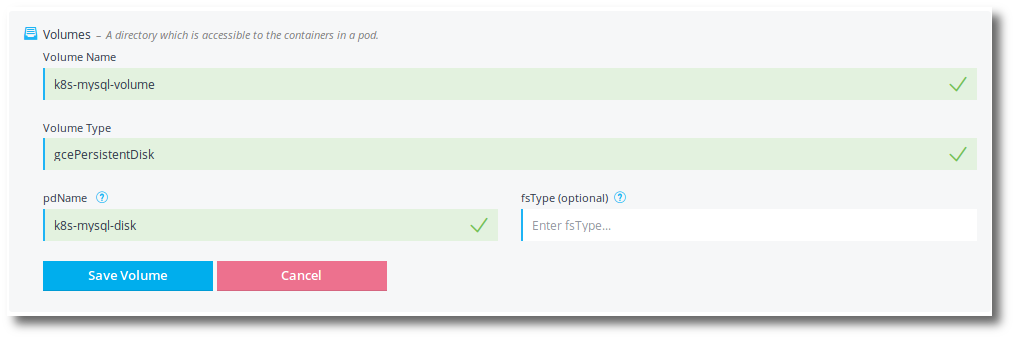 Volumes – A directory which is accessible to the containers in a pod.
Volume Name
k8s-mysql-volume
Volume Type
gcePersistentDisk
pdName ? fsType (optional) ?
k8s-mysql-disk Enter fsType...
Save Volume Cancel